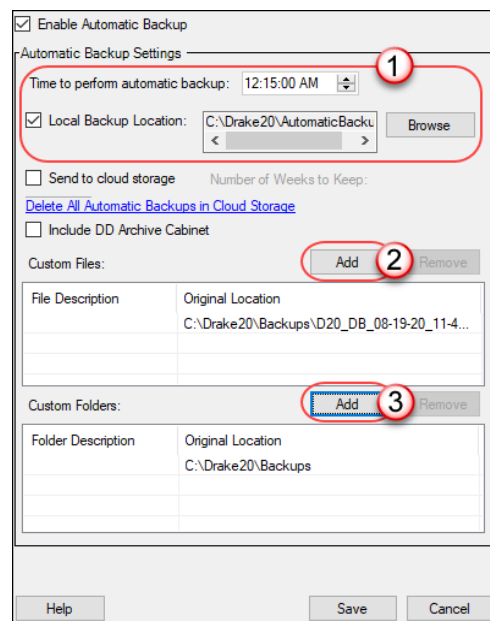 Enable Automatic Backup
Automatic Backup Settings
1
Time to perform automatic backup: 12:15:00 AM
Local Backup Location: C:\Drake20\AutomaticBacku Browse
Send to cloud storage Number of Weeks to Keep:
Delete All Automatic Backups in Cloud Storage
Include DD Archive Cabinet
Custom Files: Add 2 Remove
File Description Original Location
C:\Drake20\Backups\D20_DB_08-19-20_11-4...
Custom Folders: Add 3 Remove
Folder Description Original Location
C:\Drake20\Backups
Help Save Cancel